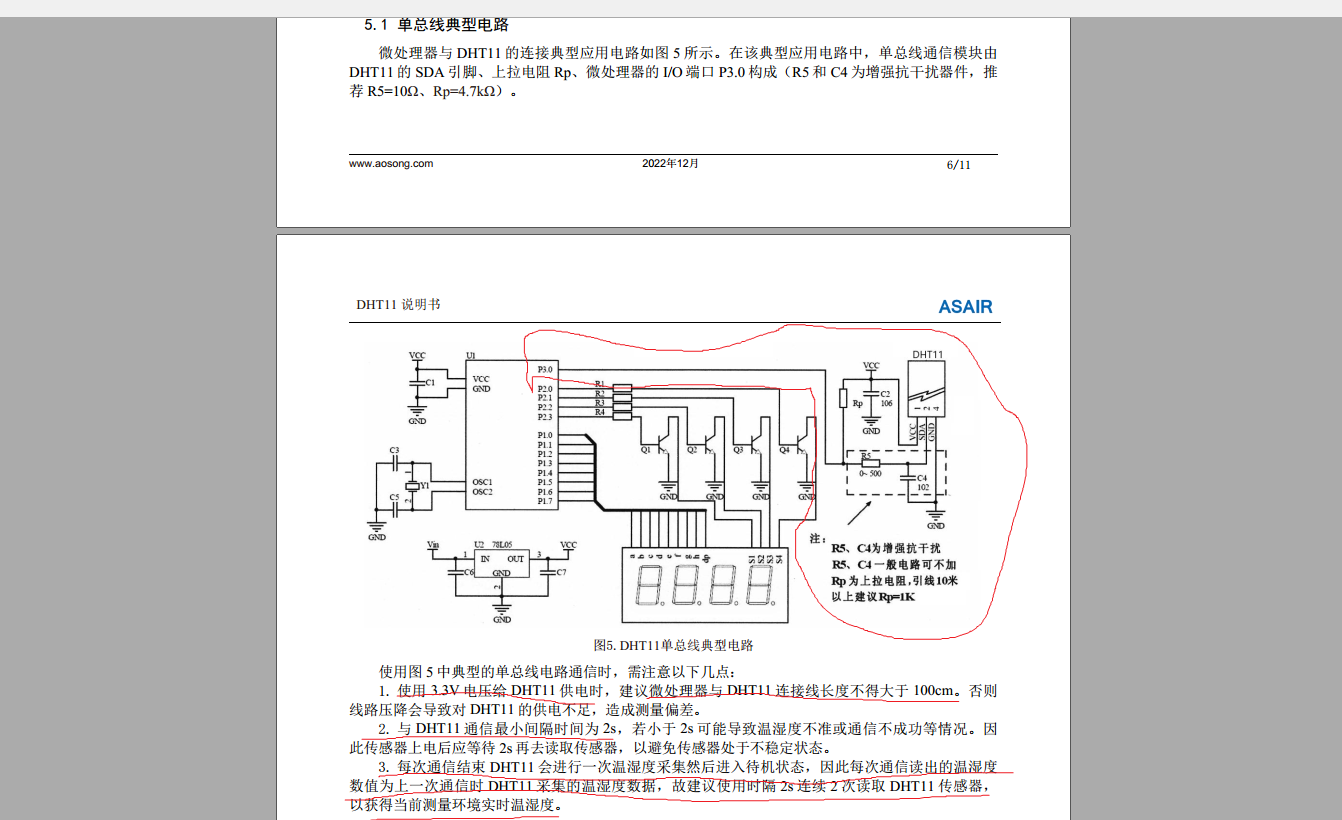 5.1 单总线典型电路
微处理器与 DHT11 的连接典型应用电路如图 5 所示。在该典型应用电路中，单总线通信模块由
DHT11 的 SDA 引脚、上拉电阻 Rp、微处理器的 I/O 端口 P3.0 构成（R5 和 C4 为增强抗干扰器件，推
荐 R5=10Ω、Rp=4.7kΩ）。
www.aosong.com 2022年12月 6/11
DHT11 说明书 ASAIR
VCC
C1
GND
U1
VCC
GND
OSC1
OSC2
P3.0
P2.0
P2.1
P2.2
P2.3
P1.0
P1.1
P1.2
P1.3
P1.4
P1.5
P1.6
P1.7
R1
R2
R3
R4
Q1
Q2
Q3
Q4
GND
GND
GND
GND
C3
C5
Y1
1
2
GND
Vin
U2 78L05
VCC
1
IN OUT
3
GND
2
C6
C7
GND
a b c d e f g h dp
S1 S2 S3 S4
DHT11
VCC
Rp
C2
106
GND
1 2 4
VCC
SDA
GND
R5
0~500
C4
102
GND
注：
R5、C4为增强抗干扰
R5、C4一般电路可不加
Rp为上拉电阻，引线10米
以上建议Rp=1K
图5. DHT11单总线典型电路
使用图 5 中典型的单总线电路通信时，需注意以下几点：
1. 使用 3.3V 电压给 DHT11 供电时，建议微处理器与 DHT11 连接线长度不得大于 100cm。否则
线路压降会导致对 DHT11 的供电不足，造成测量偏差。
2. 与 DHT11 通信最小间隔时间为 2s，若小于 2s 可能导致温湿度不准或通信不成功等情况。因
此传感器上电后应等待 2s 再去读取传感器，以避免传感器处于不稳定状态。
3. 每次通信结束 DHT11 会进行一次温湿度采集然后进入待机状态，因此每次通信读出的温湿度
数值为上一次通信时 DHT11 采集的温湿度数据，故建议使用时隔 2s 连续 2 次读取 DHT11 传感器，
以获得当前测量环境实时温湿度。